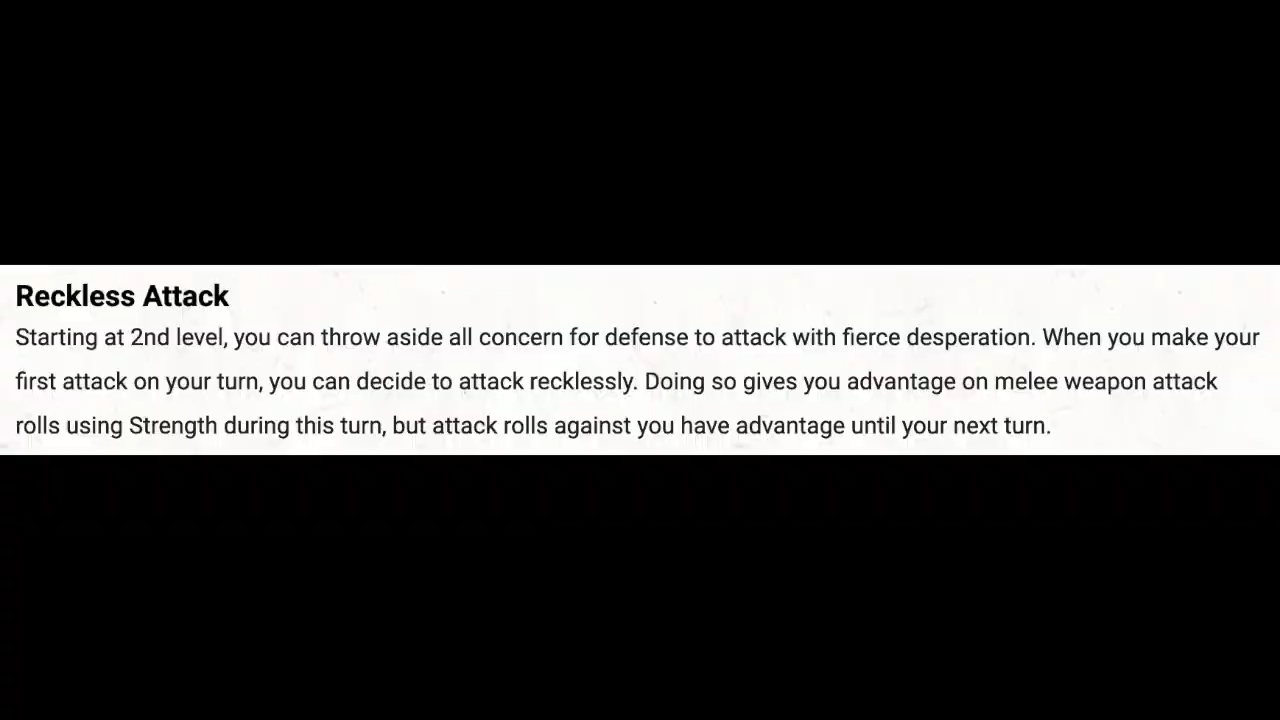 Reckless Attack
Starting at 2nd level, you can throw aside all concern for defense to attack with fierce desperation. When you make your
first attack on your turn, you can decide to attack recklessly. Doing so gives you advantage on melee weapon attack
rolls using Strength during this turn, but attack rolls against you have advantage until your next turn.